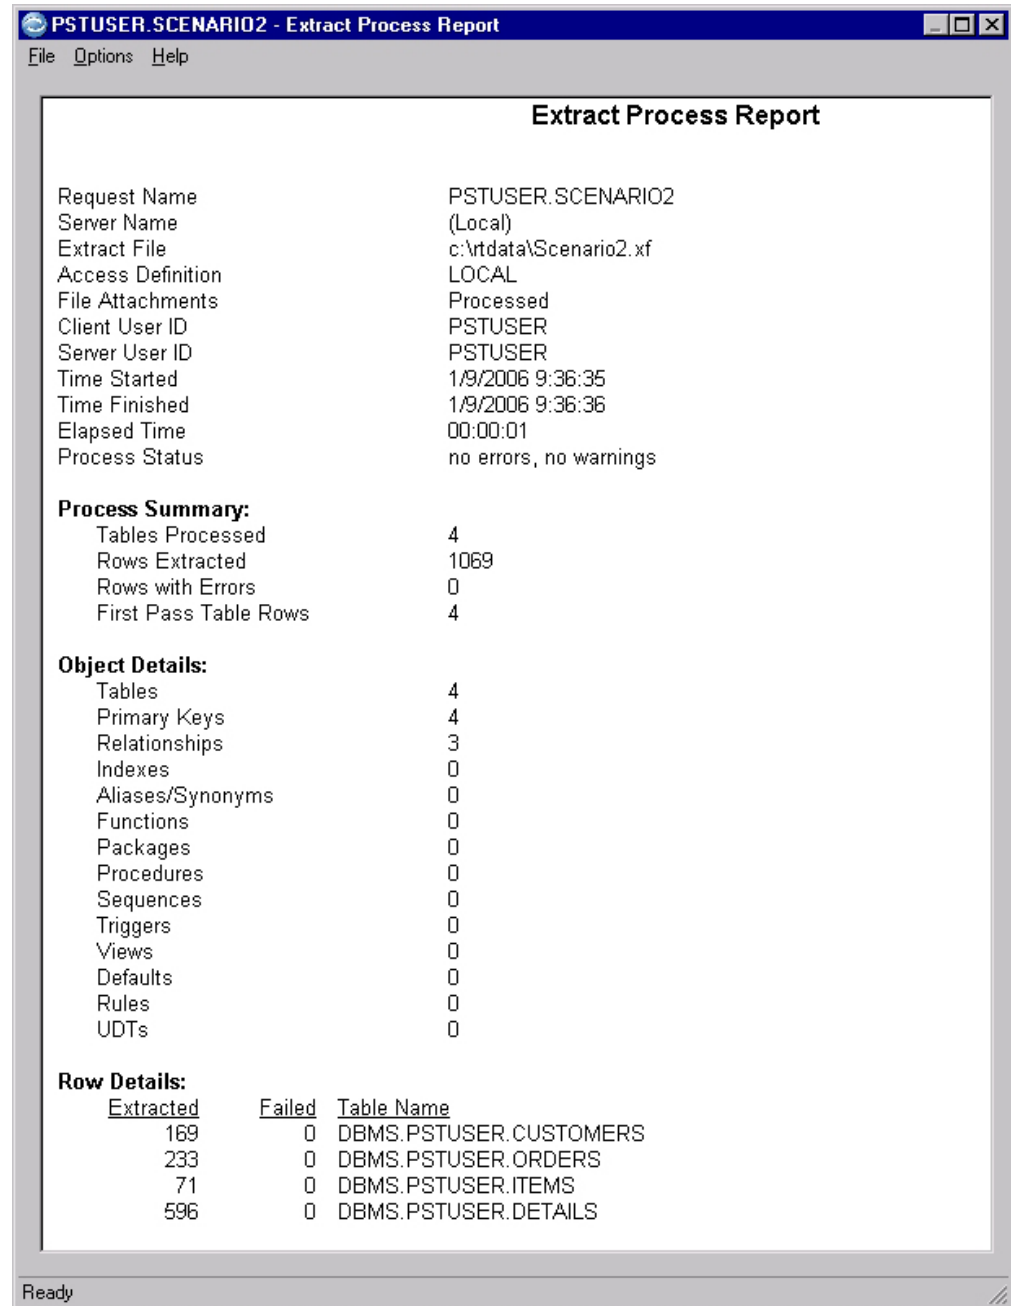 PSTUSER.SCENARIO2 - Extract Process Report
File Options Help
Extract Process Report
Request Name PSTUSER.SCENARIO2
Server Name (Local)
Extract File c:\rtdata\Scenario2.xf
Access Definition LOCAL
File Attachments Processed
Client User ID PSTUSER
Server User ID PSTUSER
Time Started 1/9/2006 9:36:35
Time Finished 1/9/2006 9:36:36
Elapsed Time 00:00:01
Process Status no errors, no warnings
Process Summary:
Tables Processed 4
Rows Extracted 1069
Rows with Errors 0
First Pass Table Rows 4
Object Details:
Tables 4
Primary Keys 4
Relationships 3
Indexes 0
Aliases/Synonyms 0
Functions 0
Packages 0
Procedures 0
Sequences 0
Triggers 0
Views 0
Defaults 0
Rules 0
UDTs 0
Row Details:
Extracted Failed Table Name
169 0 DBMS.PSTUSER.CUSTOMERS
233 0 DBMS.PSTUSER.ORDERS
71 0 DBMS.PSTUSER.ITEMS
596 0 DBMS.PSTUSER.DETAILS
Ready